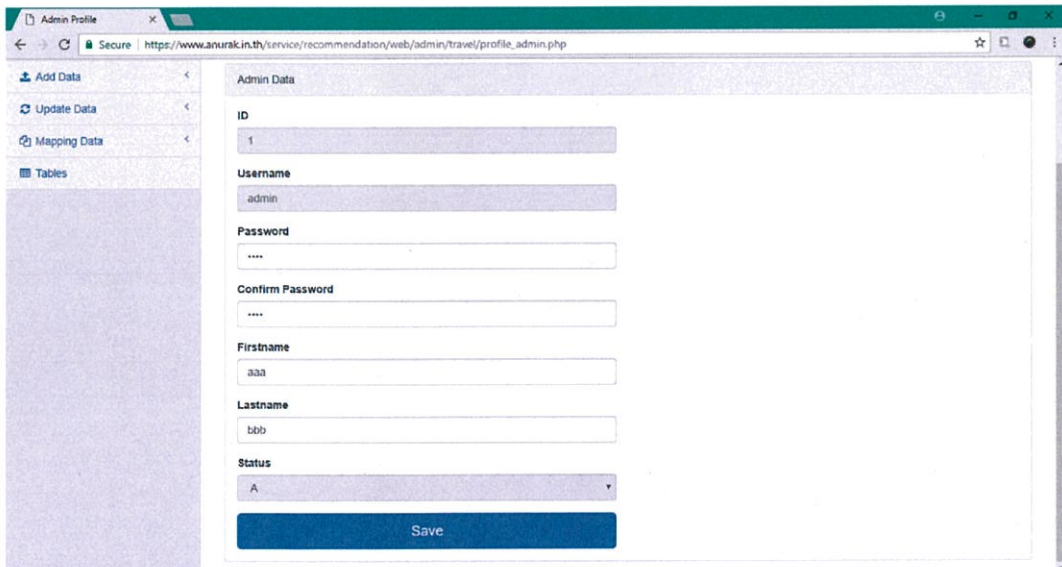 Admin Profile
Secure | https://www.anurak.in.th/service/recommendation/web/admin/travel/profile_admin.php
Add Data
Update Data
Mapping Data
Tables
Admin Data
ID
1
Username
admin
Password
••••
Confirm Password
••••
Firstname
aaa
Lastname
bbb
Status
A
Save